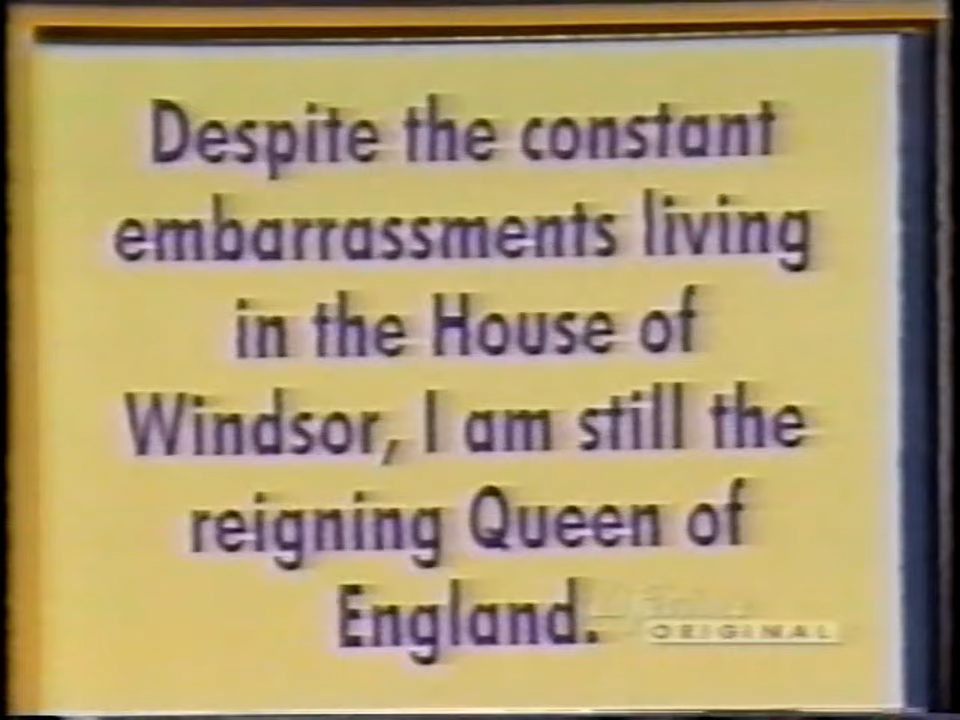 Despite the constant
embarrassments living
in the House of
Windsor, I am still the
reigning Queen of
England.
ORIGINAL